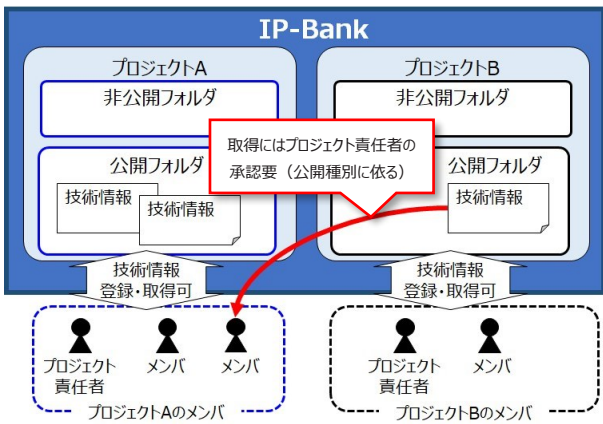 IP-Bank
プロジェクトA
非公開フォルダ
公開フォルダ
技術情報
技術情報
プロジェクトB
非公開フォルダ
公開フォルダ
技術情報
取得にはプロジェクト責任者の
承認要（公開種別に依る）
技術情報
登録・取得可
技術情報
登録・取得可
プロジェクト
責任者
メンバ
メンバ
プロジェクトAのメンバ
プロジェクト
責任者
メンバ
プロジェクトBのメンバ